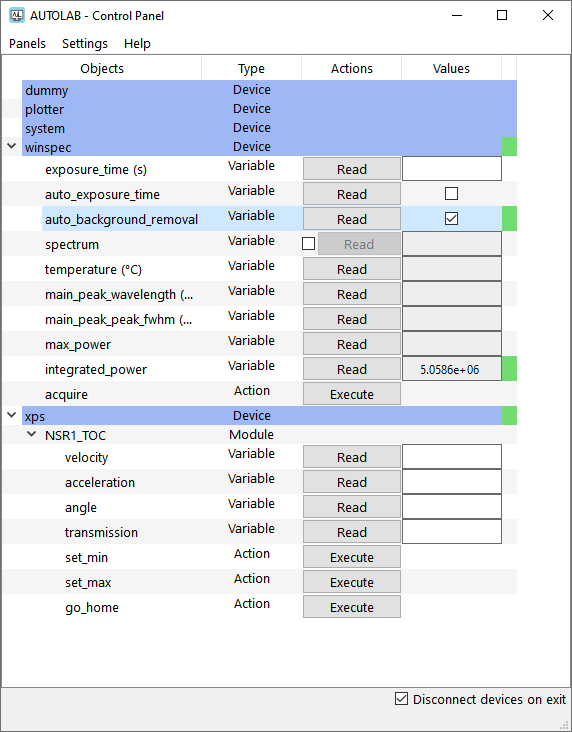 AUTOLAB - Control Panel
Panels Settings Help
Objects Type Actions Values
dummy Device
plotter Device
system Device
winspec Device
exposure_time (s) Variable Read
auto_exposure_time Variable Read
auto_background_removal Variable Read
spectrum Variable Read
temperature (°C) Variable Read
main_peak_wavelength (... Variable Read
main_peak_peak_fwhm (... Variable Read
max_power Variable Read
integrated_power Variable Read 5.0586e+06
acquire Action Execute
xps Device
NSR1_TOC Module
velocity Variable Read
acceleration Variable Read
angle Variable Read
transmission Variable Read
set_min Action Execute
set_max Action Execute
go_home Action Execute
Disconnect devices on exit